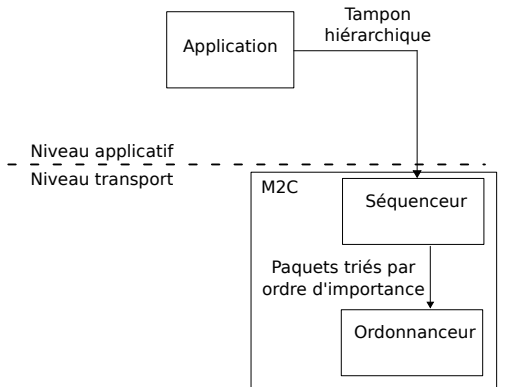 Tampon
hiérarchique
Application
Niveau applicatif
Niveau transport
M2C
Séquenceur
Paquets triés par
ordre d'importance
Ordonnanceur